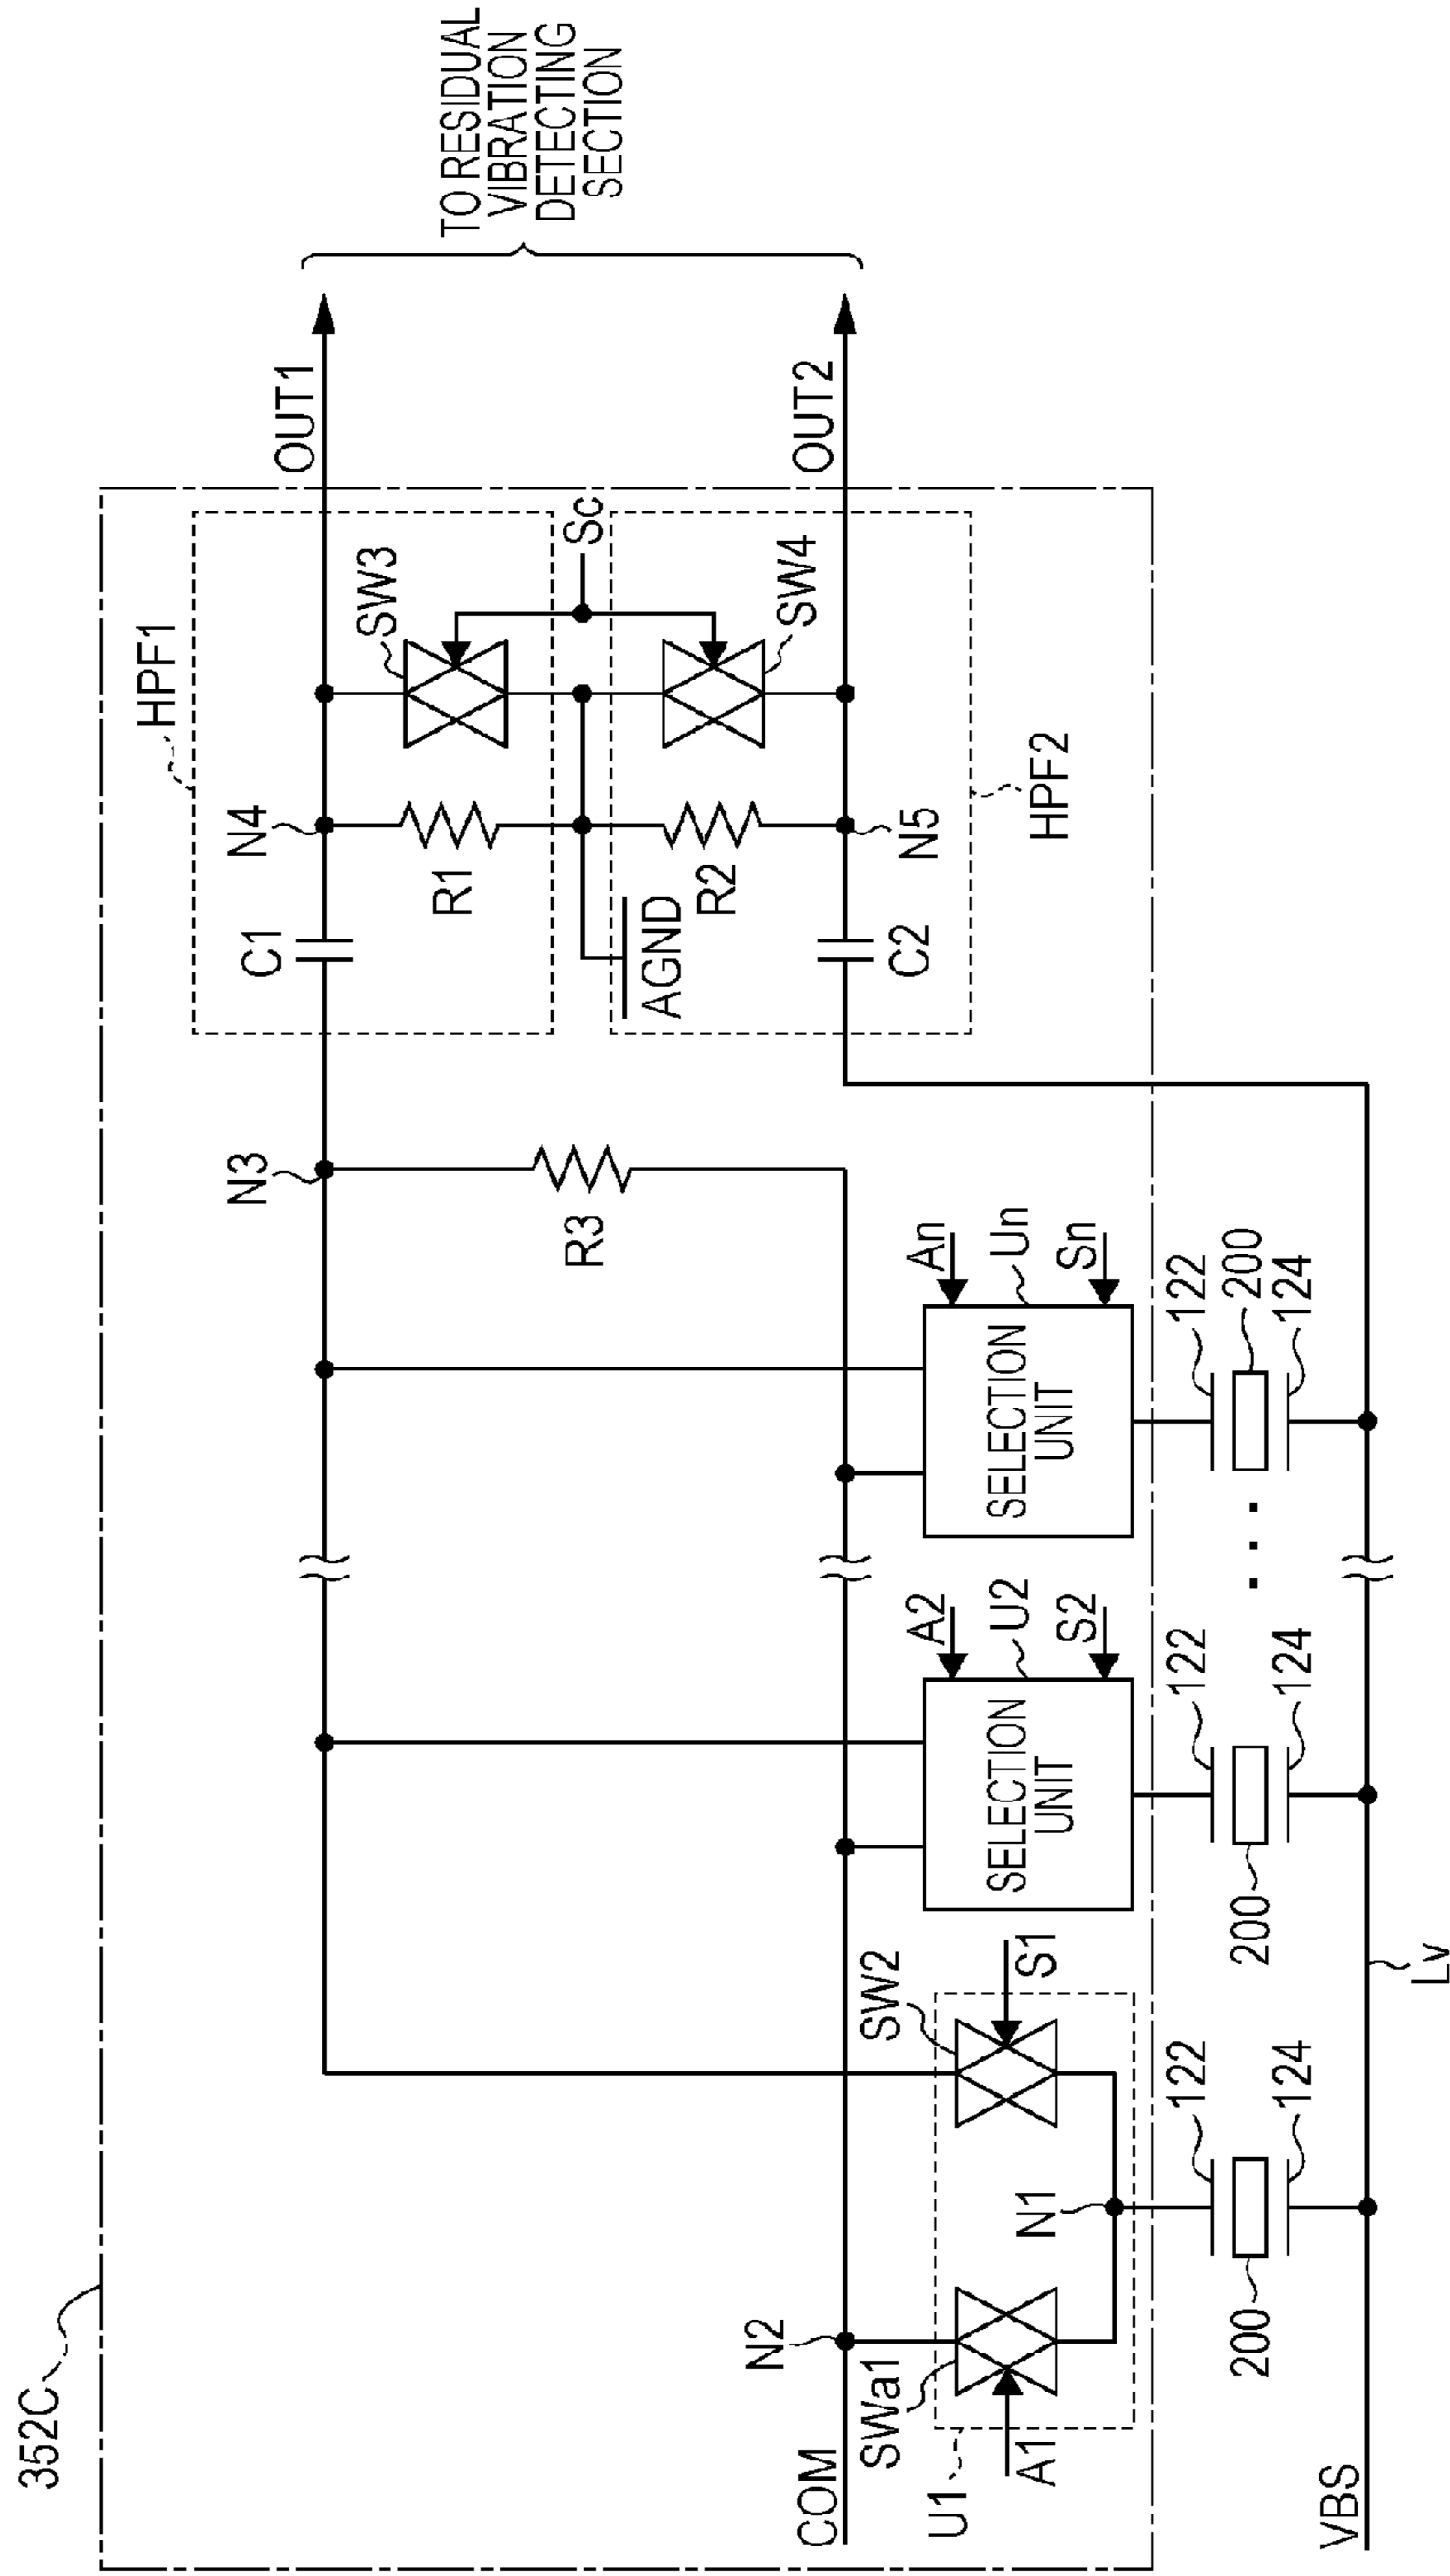 352C
HPF1
OUT1
TO RESIDUAL
VIBRATION
DETECTING
SECTION
N3
C1
N4
SW3
R1
Sc
R3
AGND
R2
SW4
OUT2
C2
N5
HPF2
COM
N2
SWa1
SW2
A1
U1
N1
S1
SELECTION
UNIT
A2
U2
S2
SELECTION
UNIT
An
Un
Sn
122
200
124
122
200
124
. . .
122
200
124
VBS
Lv